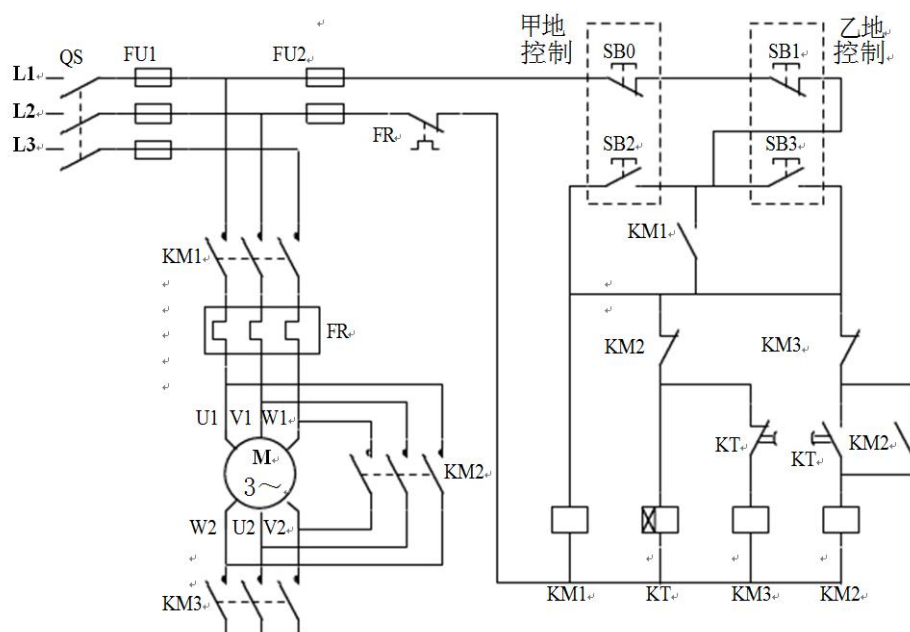 甲地 乙地
控制 控制
QS FU1 FU2 SB0 SB1
L1
L2
L3
FR
SB2 SB3
KM1
KM1
FR
KM2 KM3
U1 V1 W1
M
3～
KM2
KT KT KM2
W2 U2 V2
KM3
KM1 KT KM3 KM2